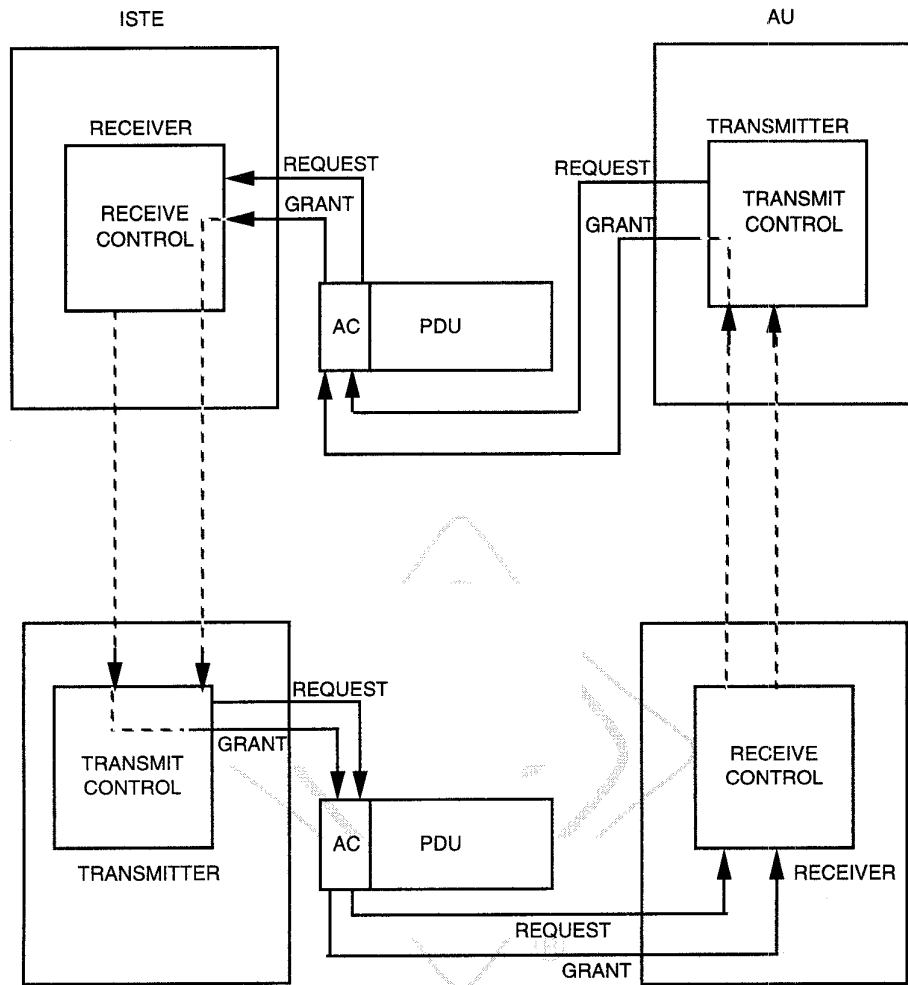 ISTE
AU
RECEIVER
TRANSMITTER
REQUEST
REQUEST
RECEIVE
CONTROL
GRANT
TRANSMIT
CONTROL
GRANT
AC
PDU
REQUEST
GRANT
TRANSMIT
CONTROL
RECEIVE
CONTROL
AC
PDU
TRANSMITTER
RECEIVER
REQUEST
GRANT